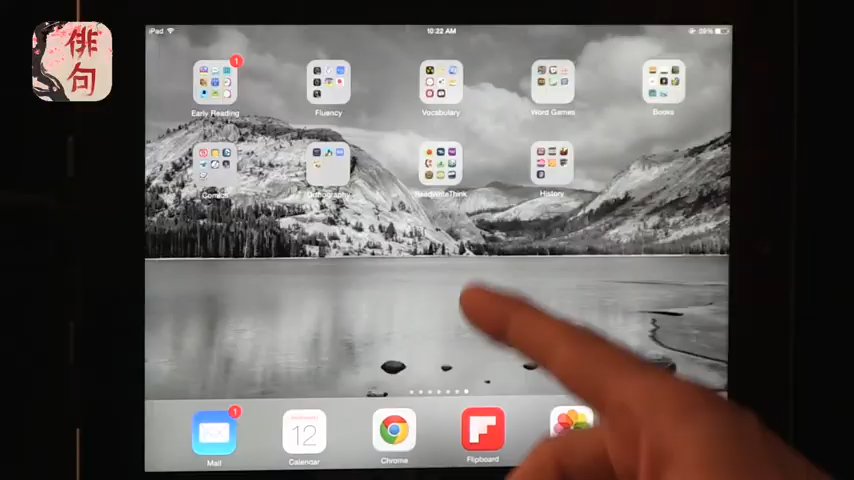 俳
句
iPad 10:22 AM
1
Early Reading Fluency Vocabulary Word Games Books
Comics ReadWriteThink History
1
12
Mail Calendar Chrome Flipboard